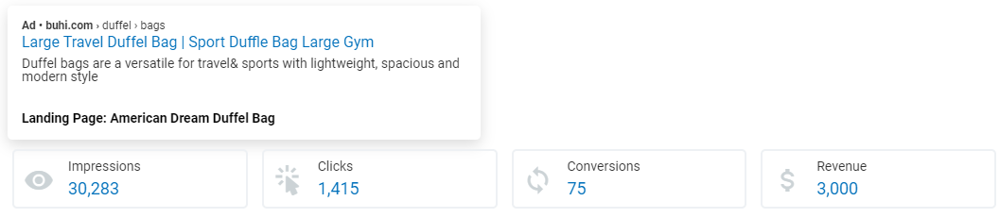 Ad • buhi.com › duffel › bags
Large Travel Duffel Bag | Sport Duffle Bag Large Gym
Duffel bags are a versatile for travel& sports with lightweight, spacious and
modern style
Landing Page: American Dream Duffel Bag
Impressions
30,283
Clicks
1,415
Conversions
75
Revenue
3,000